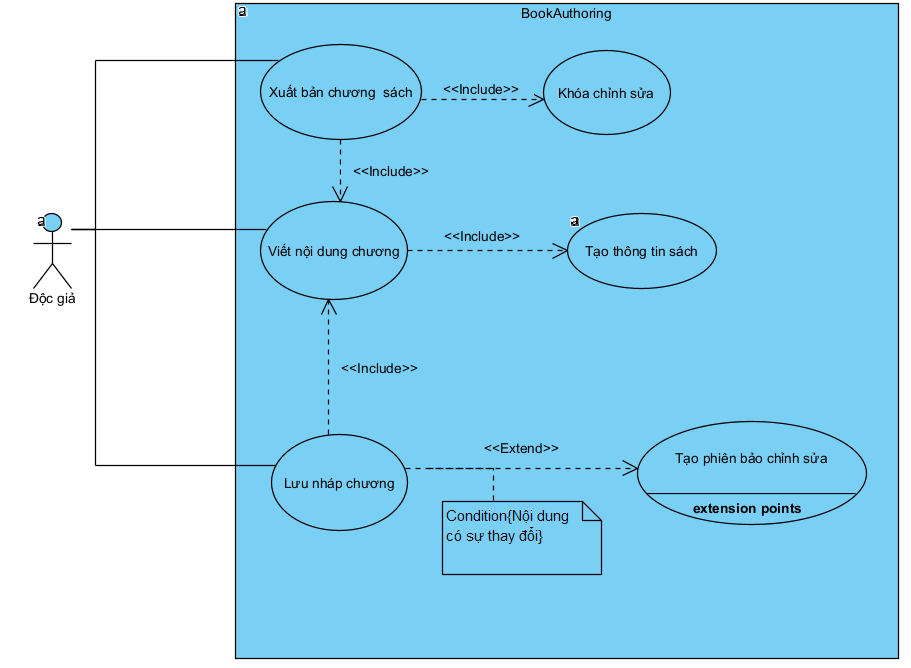 a
BookAuthoring
Xuất bản chương sách
<<Include>>
Khóa chỉnh sửa
<<Include>>
a
Độc giả
Viết nội dung chương
<<Include>>
a
Tạo thông tin sách
<<Include>>
Lưu nháp chương
<<Extend>>
Tạo phiên bảo chỉnh sửa
extension points
Condition{Nội dung
có sự thay đổi}